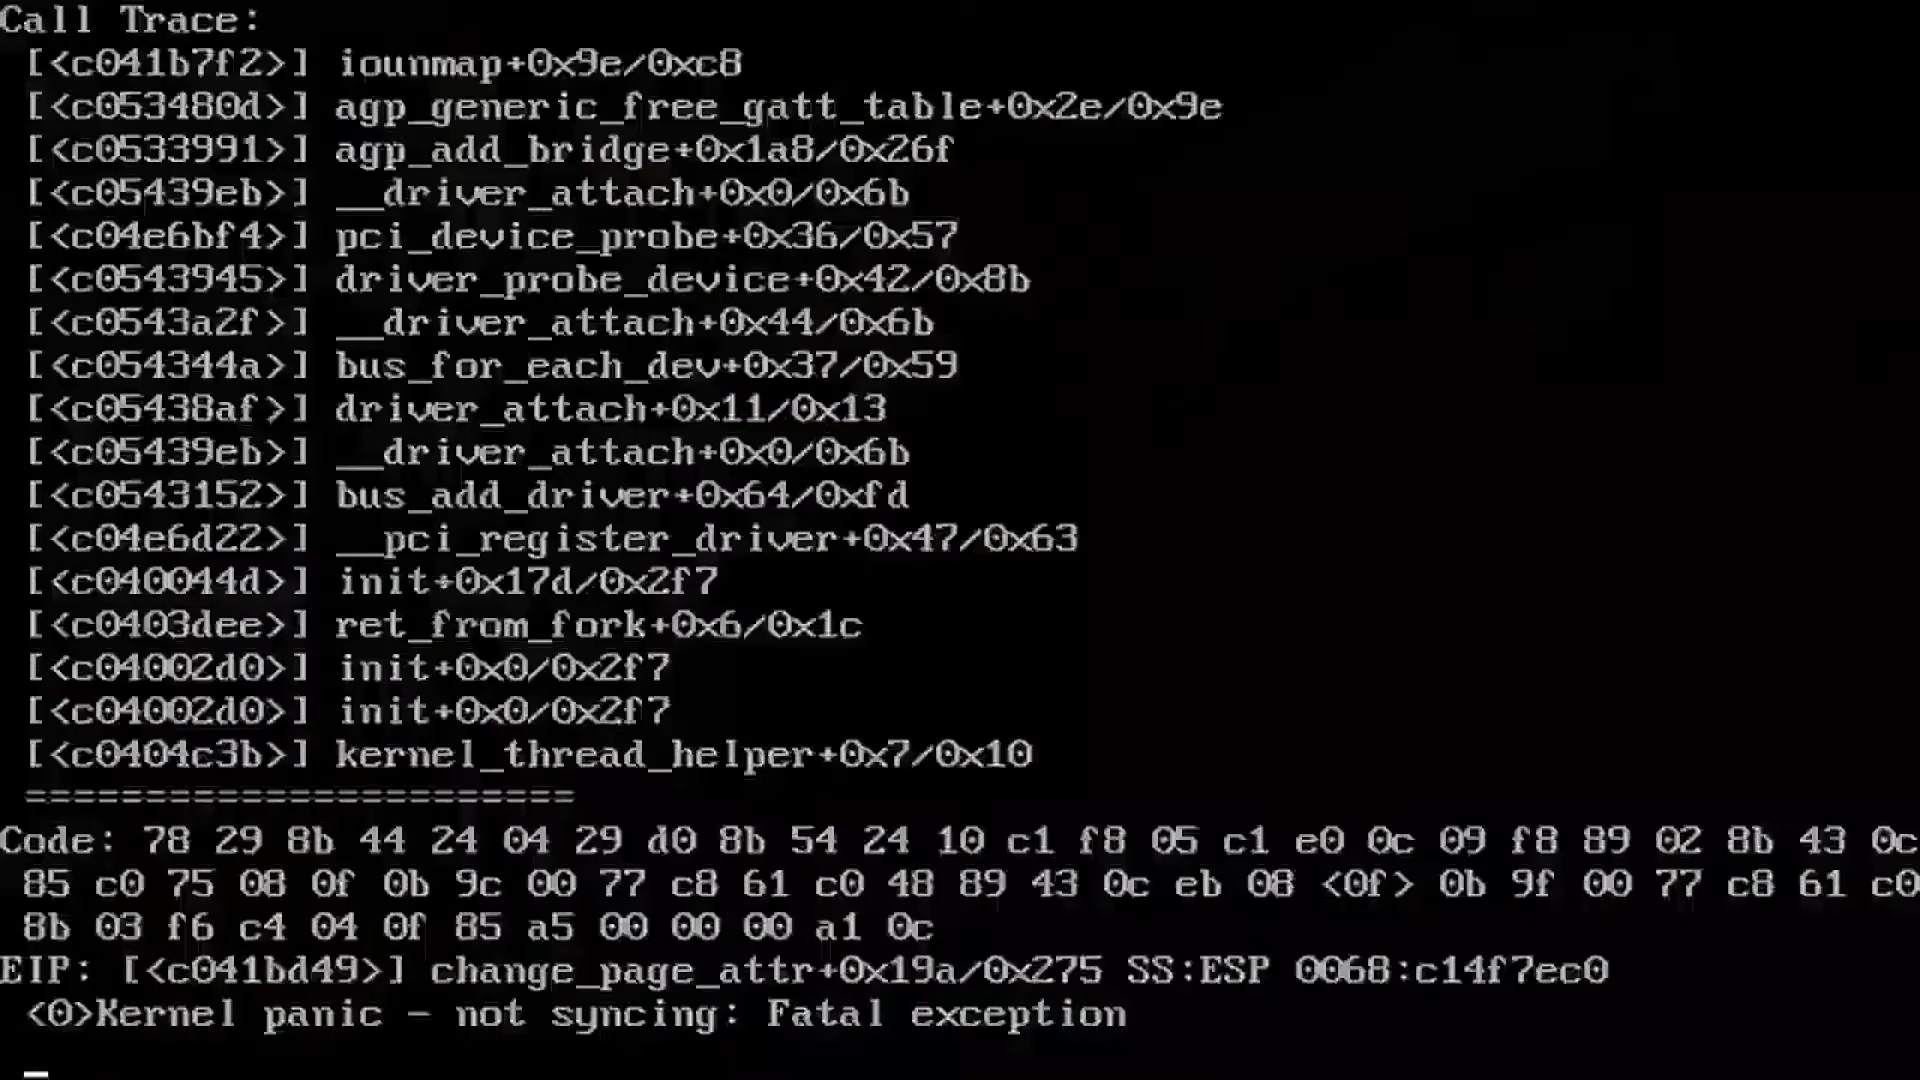 Call Trace:
[<c041b7f2>] iounmap+0x9e/0xc8
[<c053480d>] agp_generic_free_gatt_table+0x2e/0x9e
[<c0533991>] agp_add_bridge+0x1a8/0x26f
[<c05439eb>] __driver_attach+0x0/0x6b
[<c04e6bf4>] pci_device_probe+0x36/0x57
[<c0543945>] driver_probe_device+0x42/0x8b
[<c0543a2f>] __driver_attach+0x44/0x6b
[<c054344a>] bus_for_each_dev+0x37/0x59
[<c05438af>] driver_attach+0x11/0x13
[<c05439eb>] __driver_attach+0x0/0x6b
[<c0543152>] bus_add_driver+0x64/0xfd
[<c04e6d22>] __pci_register_driver+0x47/0x63
[<c040044d>] init+0x17d/0x2f7
[<c0403dee>] ret_from_fork+0x6/0x1c
[<c04002d0>] init+0x0/0x2f7
[<c04002d0>] init+0x0/0x2f7
[<c0404c3b>] kernel_thread_helper+0x7/0x10
=======================
Code: 78 29 8b 44 24 04 29 d0 8b 54 24 10 c1 f8 05 c1 e0 0c 09 f8 89 02 8b 43 0c
85 c0 75 08 0f 0b 9c 00 77 c8 61 c0 48 89 43 0c eb 08 <0f> 0b 9f 00 77 c8 61 c0
8b 03 f6 c4 04 0f 85 a5 00 00 00 a1 0c
EIP: [<c041bd49>] change_page_attr+0x19a/0x275 SS:ESP 0068:c14f7ec0
<0>Kernel panic - not syncing: Fatal exception